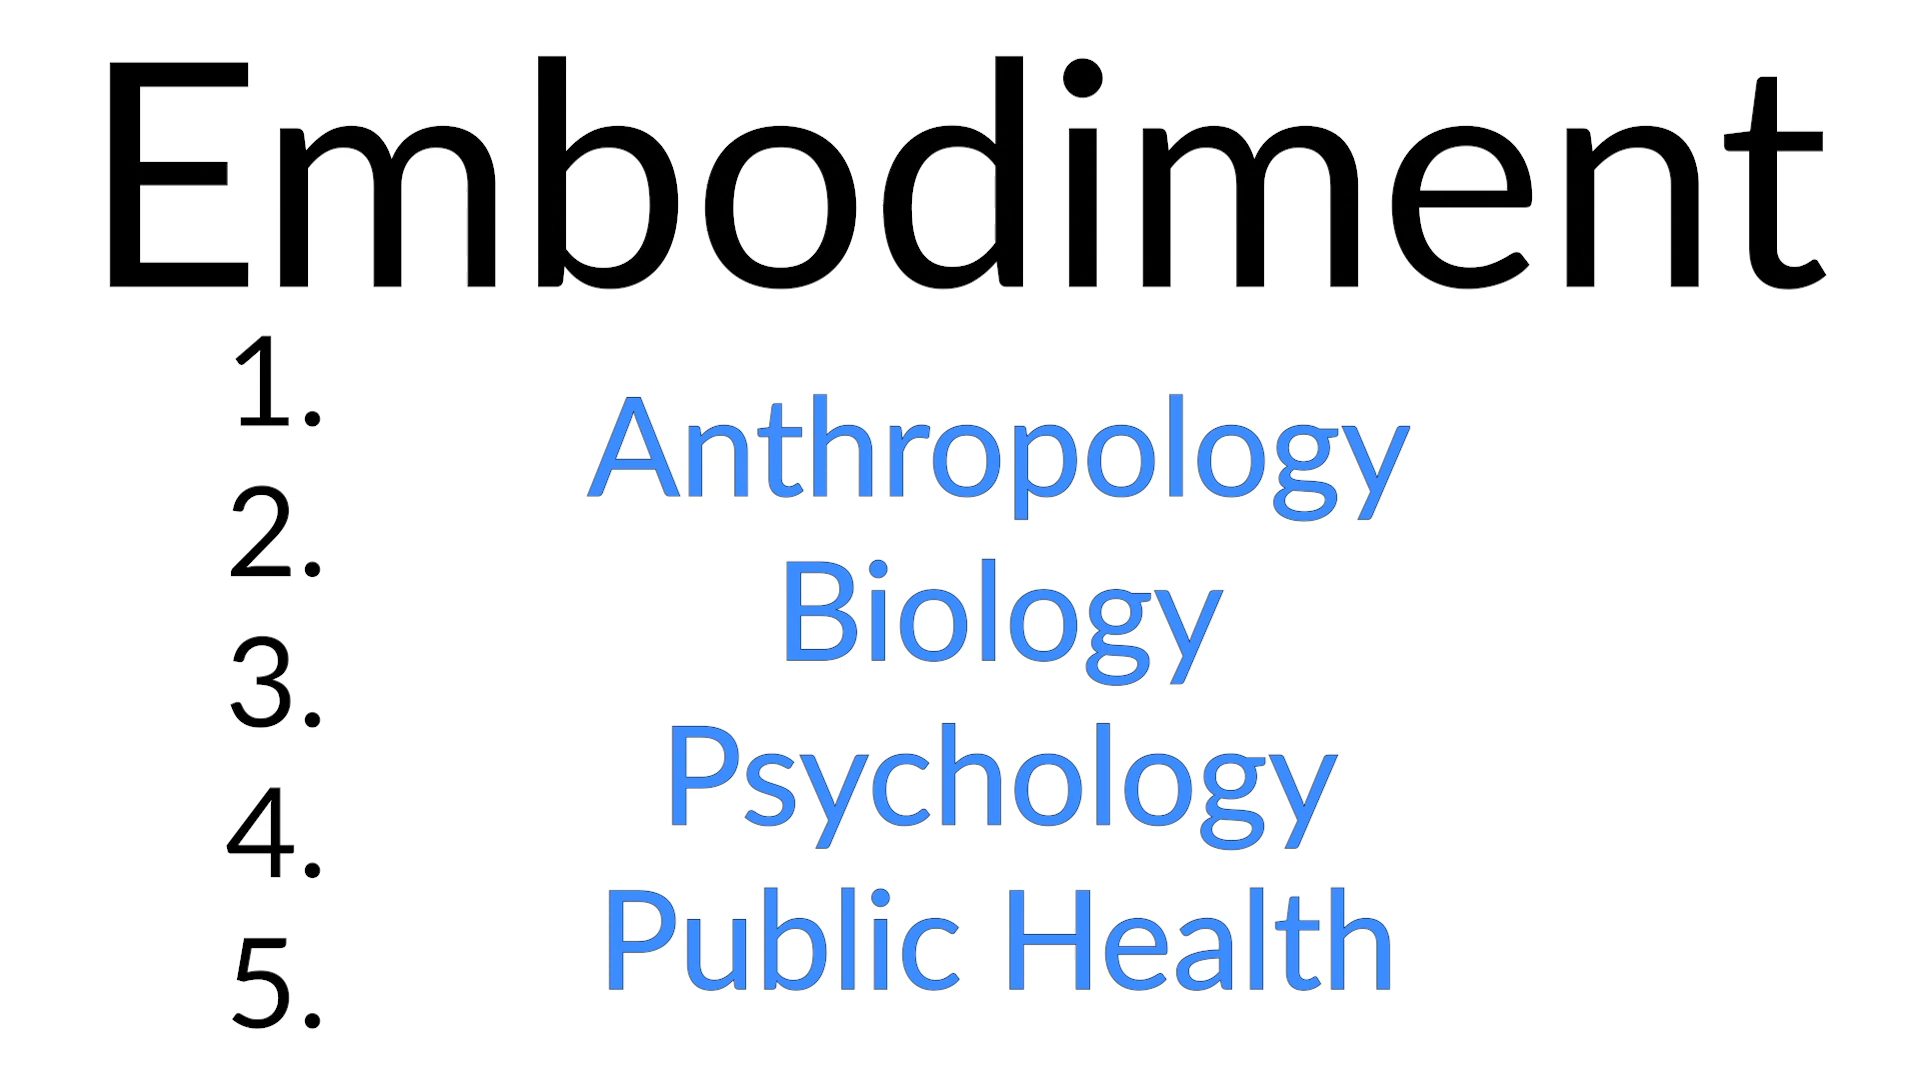 Embodiment
1.
Anthropology
2.
Biology
3.
Psychology
4.
Public Health
5.